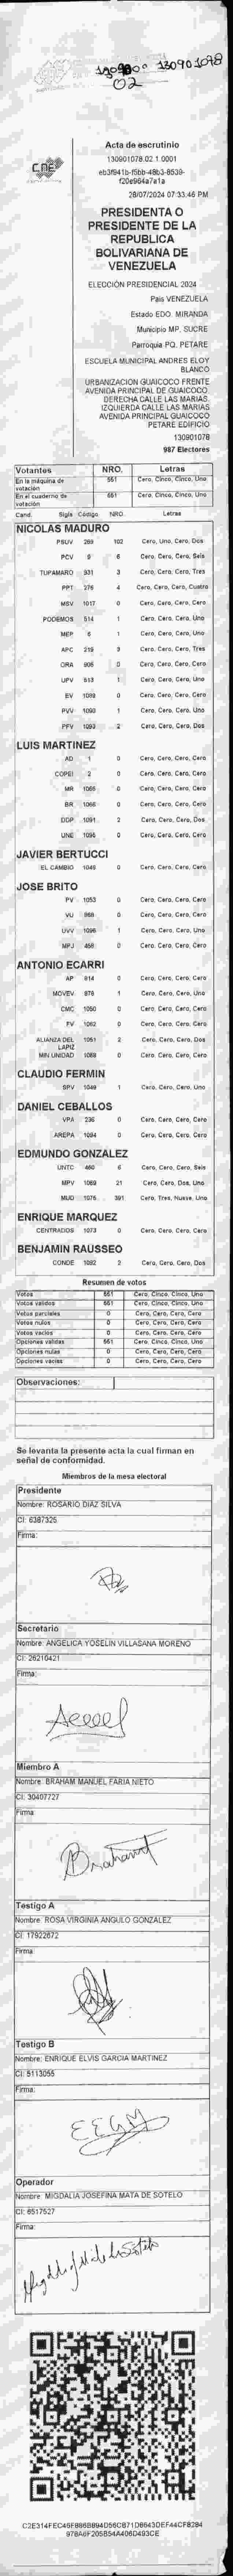 130901078
02
CNE
Acta de escrutinio
130901078.02.1.0001
eb3f941b-f5bb-48b3-8539-
f20e964a7a1a
28/07/2024 07:33:46 PM
PRESIDENTA O
PRESIDENTE DE LA
REPUBLICA
BOLIVARIANA DE
VENEZUELA
ELECCIÓN PRESIDENCIAL 2024
País VENEZUELA
Estado EDO. MIRANDA
Municipio MP. SUCRE
Parroquia PQ. PETARE
ESCUELA MUNICIPAL ANDRES ELOY
BLANCO
URBANIZACIÓN GUAICOCO FRENTE
AVENIDA PRINCIPAL DE GUAICOCO.
DERECHA CALLE LAS MARIAS.
IZQUIERDA CALLE LAS MARIAS
AVENIDA PRINCIPAL GUAICOCO
PETARE EDIFICIO
130901078
987 Electores
Votantes NRO. Letras
En la máquina de votación 551 Cero, Cinco, Cinco, Uno
En el cuaderno de votación 551 Cero, Cinco, Cinco, Uno
Cand. Sigla Código NRO. Letras
NICOLAS MADURO
PSUV 269 102 Cero, Uno, Cero, Dos
PCV 9 6 Cero, Cero, Cero, Seis
TUPAMARO 931 3 Cero, Cero, Cero, Tres
PPT 276 4 Cero, Cero, Cero, Cuatro
MSV 1017 0 Cero, Cero, Cero, Cero
PODEMOS 514 1 Cero, Cero, Cero, Uno
MEP 5 1 Cero, Cero, Cero, Uno
APC 219 3 Cero, Cero, Cero, Tres
ORA 906 0 Cero, Cero, Cero, Cero
UPV 513 1 Cero, Cero, Cero, Uno
EV 1089 0 Cero, Cero, Cero, Cero
PVV 1090 1 Cero, Cero, Cero, Uno
PFV 1093 2 Cero, Cero, Cero, Dos
LUIS MARTINEZ
AD 1 0 Cero, Cero, Cero, Cero
COPEI 2 0 Cero, Cero, Cero, Cero
MR 1065 0 Cero, Cero, Cero, Cero
BR 1066 0 Cero, Cero, Cero, Cero
DDP 1091 2 Cero, Cero, Cero, Dos
UNE 1095 0 Cero, Cero, Cero, Cero
JAVIER BERTUCCI
EL CAMBIO 1049 0 Cero, Cero, Cero, Cero
JOSE BRITO
PV 1053 0 Cero, Cero, Cero, Cero
VU 968 0 Cero, Cero, Cero, Cero
UVV 1096 1 Cero, Cero, Cero, Uno
MPJ 458 0 Cero, Cero, Cero, Cero
ANTONIO ECARRI
AP 914 0 Cero, Cero, Cero, Cero
MOVEV 976 1 Cero, Cero, Cero, Uno
CMC 1050 0 Cero, Cero, Cero, Cero
FV 1062 0 Cero, Cero, Cero, Cero
ALIANZA DEL LAPIZ 1051 2 Cero, Cero, Cero, Dos
MIN UNIDAD 1068 0 Cero, Cero, Cero, Cero
CLAUDIO FERMIN
SPV 1048 1 Cero, Cero, Cero, Uno
DANIEL CEBALLOS
VPA 236 0 Cero, Cero, Cero, Cero
AREPA 1094 0 Cero, Cero, Cero, Cero
EDMUNDO GONZALEZ
UNTC 460 6 Cero, Cero, Cero, Seis
MPV 1069 21 Cero, Cero, Dos, Uno
MUD 1076 391 Cero, Tres, Nueve, Uno
ENRIQUE MARQUEZ
CENTRADOS 1073 0 Cero, Cero, Cero, Cero
BENJAMIN RAUSSEO
CONDE 1092 2 Cero, Cero, Cero, Dos
Resumen de votos
Votos 551 Cero, Cinco, Cinco, Uno
Votos validos 551 Cero, Cinco, Cinco, Uno
Votos parciales 0 Cero, Cero, Cero, Cero
Votos nulos 0 Cero, Cero, Cero, Cero
Votos vacios 0 Cero, Cero, Cero, Cero
Opciones validas 551 Cero, Cinco, Cinco, Uno
Opciones nulas 0 Cero, Cero, Cero, Cero
Opciones vacias 0 Cero, Cero, Cero, Cero
Observaciones:
Se levanta la presente acta la cual firman en
señal de conformidad.
Miembros de la mesa electoral
Presidente
Nombre: ROSARIO DIAZ SILVA
CI: 6387325
Firma:
Secretario
Nombre: ANGELICA YOSELIN VILLASANA MORENO
CI: 26210421
Firma:
Miembro A
Nombre: BRAHAM MANUEL FARIA NIETO
CI: 30407727
Firma:
Testigo A
Nombre: ROSA VIRGINIA ANGULO GONZALEZ
CI: 17922672
Firma:
Testigo B
Nombre: ENRIQUE ELVIS GARCIA MARTINEZ
CI: 5113055
Firma:
EEGM
Operador
Nombre: MIGDALIA JOSEFINA MATA DE SOTELO
CI: 6517527
Firma:
C2E314FEC45F886B894D56CB71D8643DEF44CF8284
978A6F205B54A406D493CE